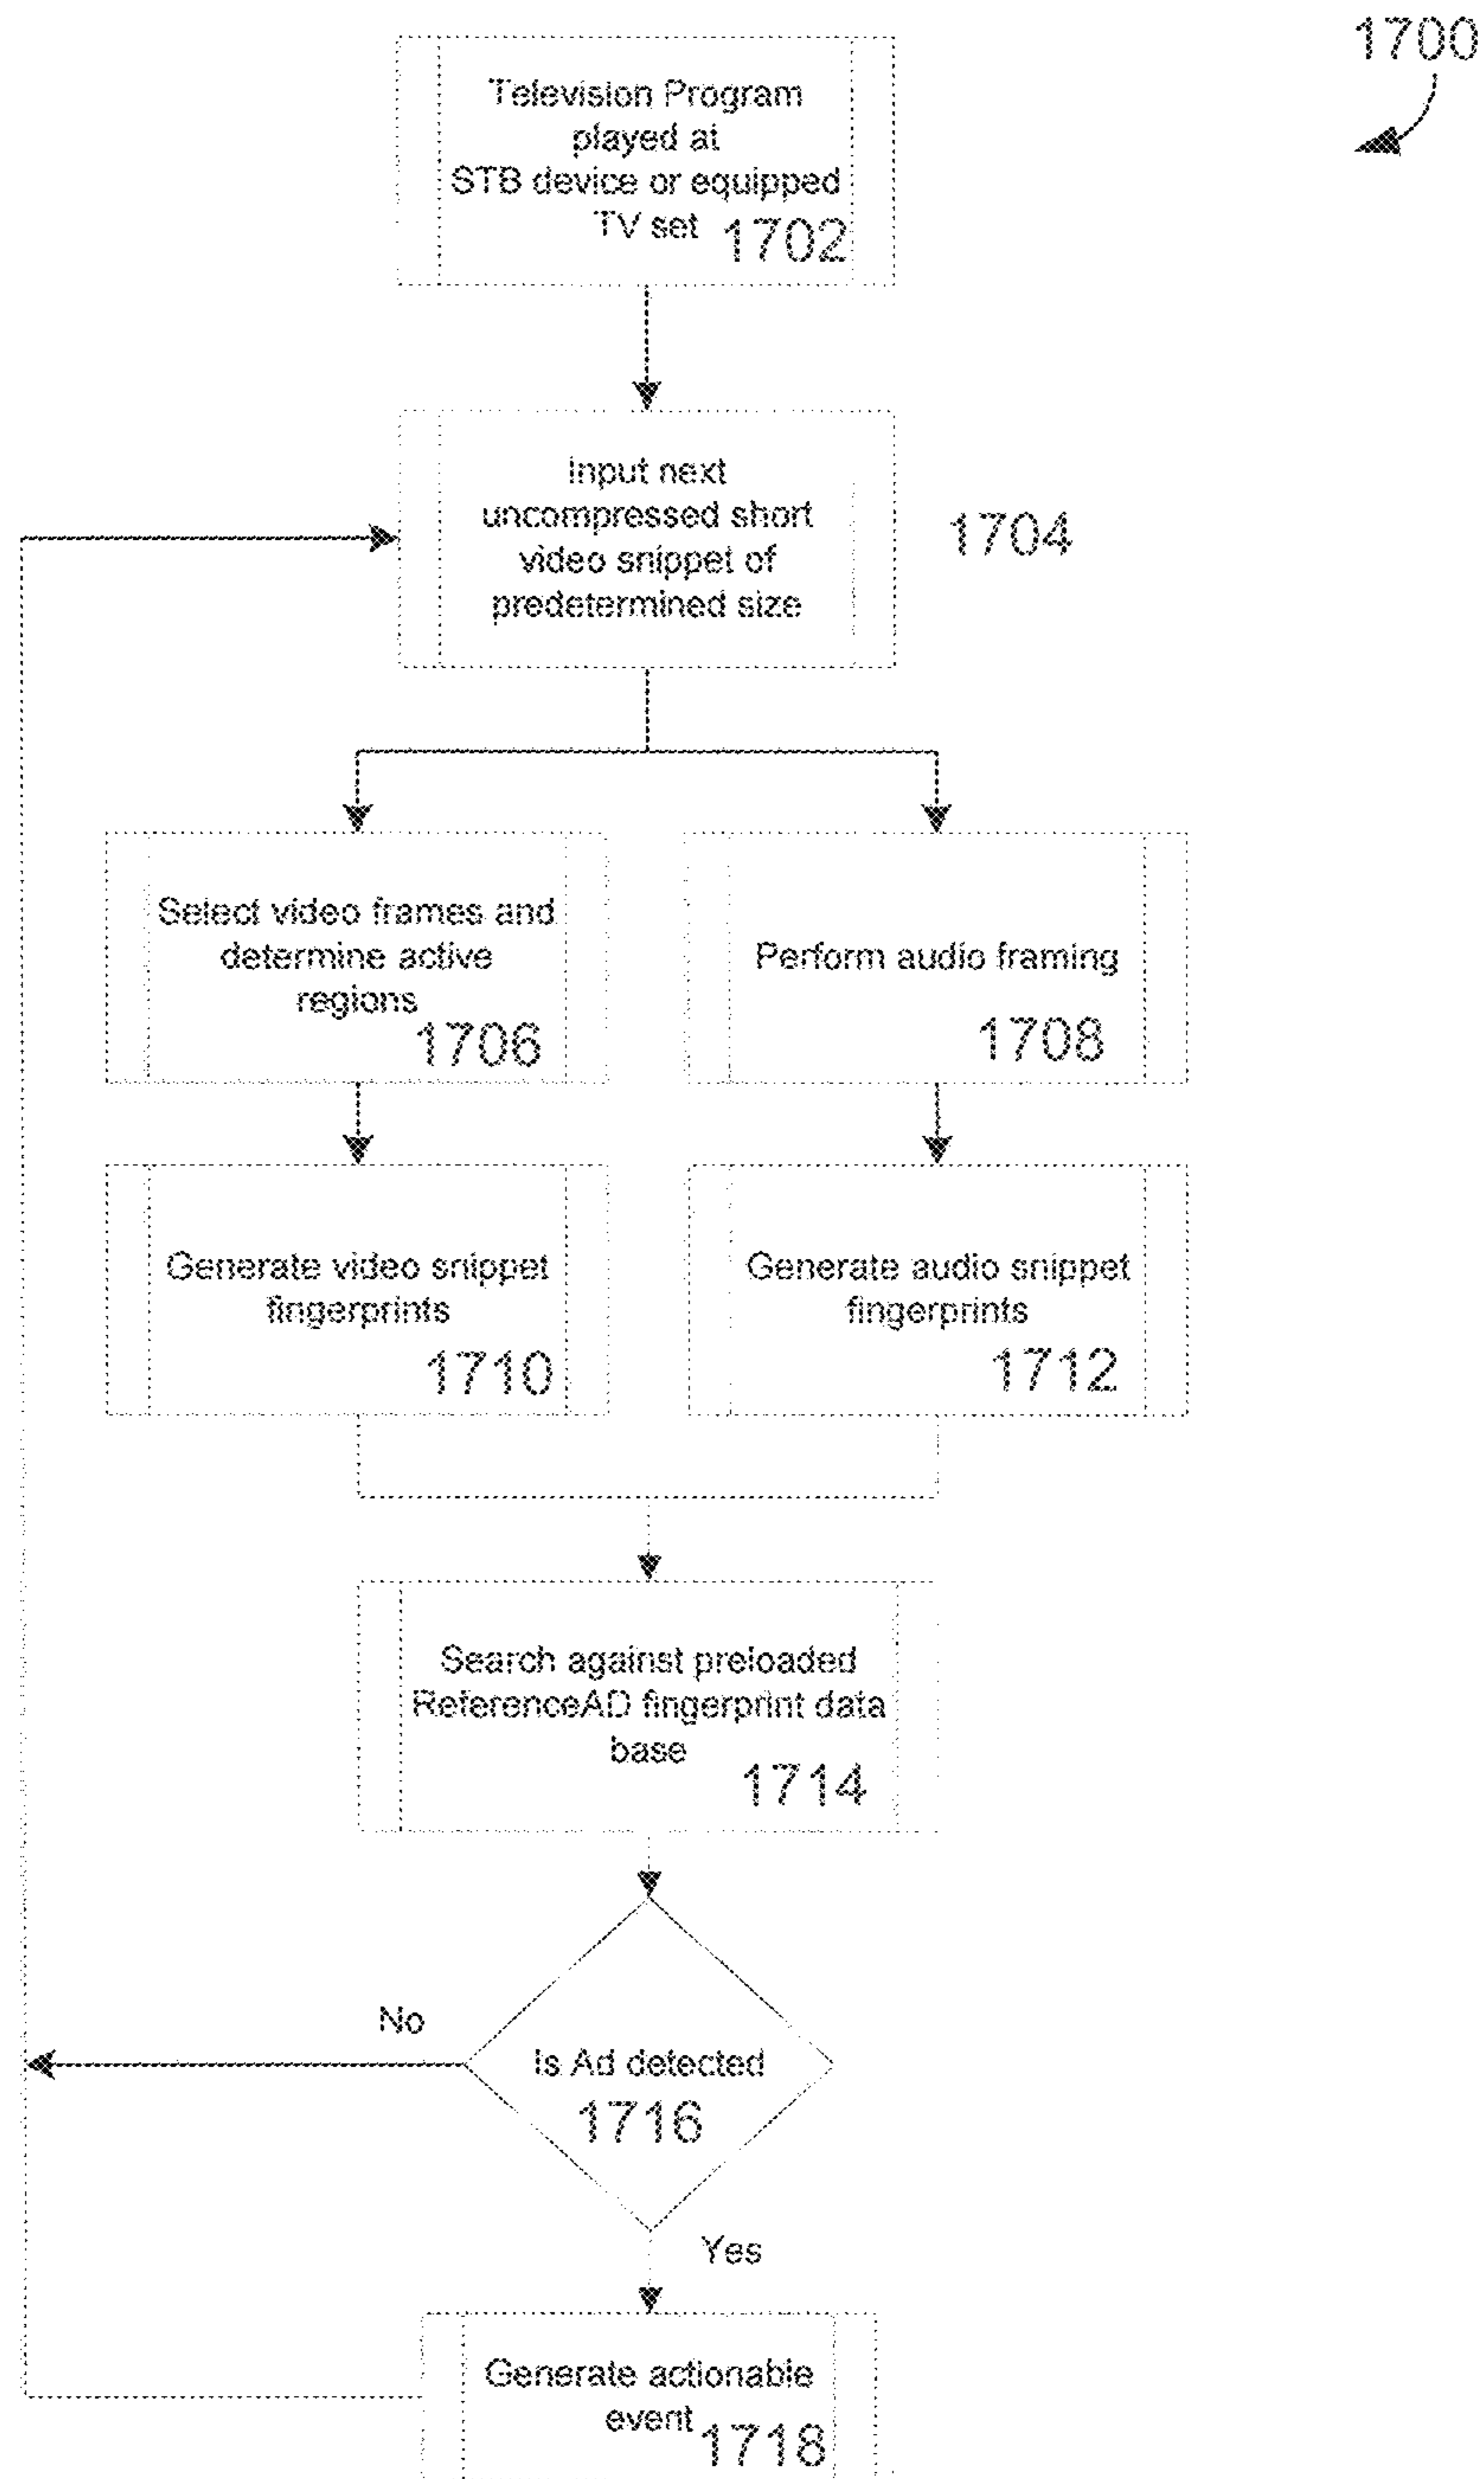 1700
Television Program
played at
STB device or equipped
TV set 1702
Input next
uncompressed short
video snippet of
predetermined size
1704
Select video frames and
determine active
regions
1706
Perform audio framing
1708
Generate video snippet
fingerprints
1710
Generate audio snippet
fingerprints
1712
Search against preloaded
ReferenceAD fingerprint data
base
1714
No
Is Ad detected
1716
Yes
Generate actionable
event 1718